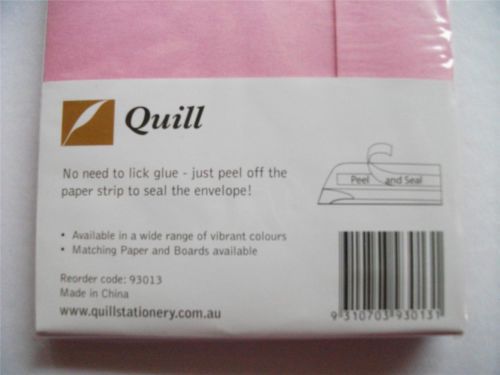 Quill
No need to lick glue - just peel off the
paper strip to seal the envelope!
Peel and Seal
• Available in a wide range of vibrant colours
• Matching Paper and Boards available
Reorder code: 93013
Made in China
www.quillstationery.com.au
9 310703 930131